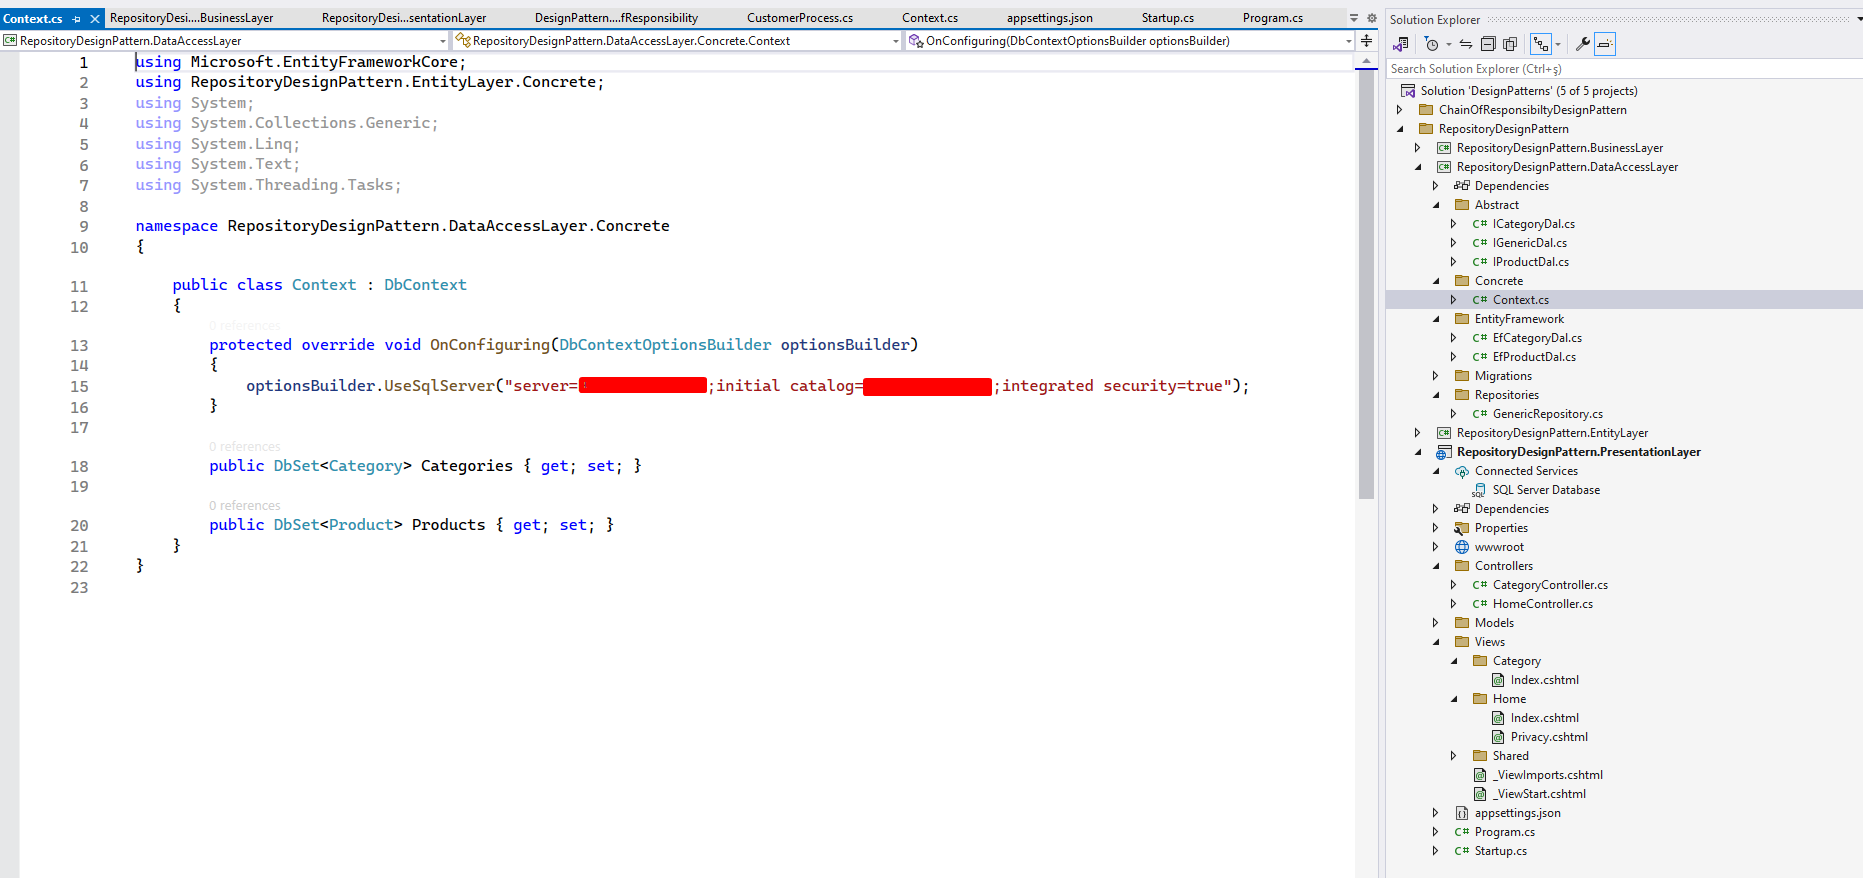 Context.cs
RepositoryDesi....BusinessLayer
RepositoryDesi...sentationLayer
DesignPattern....fResponsibility
CustomerProcess.cs
Context.cs
appsettings.json
Startup.cs
Program.cs
RepositoryDesignPattern.DataAccessLayer
RepositoryDesignPattern.DataAccessLayer.Concrete.Context
OnConfiguring(DbContextOptionsBuilder optionsBuilder)
1 using Microsoft.EntityFrameworkCore;
2 using RepositoryDesignPattern.EntityLayer.Concrete;
3 using System;
4 using System.Collections.Generic;
5 using System.Linq;
6 using System.Text;
7 using System.Threading.Tasks;
8
9 namespace RepositoryDesignPattern.DataAccessLayer.Concrete
10 {
11 public class Context : DbContext
12 {
0 references
13 protected override void OnConfiguring(DbContextOptionsBuilder optionsBuilder)
14 {
15 optionsBuilder.UseSqlServer("server= ;initial catalog= ;integrated security=true");
16 }
17
0 references
18 public DbSet<Category> Categories { get; set; }
19
0 references
20 public DbSet<Product> Products { get; set; }
21 }
22 }
23
Solution Explorer
Search Solution Explorer (Ctrl+ş)
Solution 'DesignPatterns' (5 of 5 projects)
ChainOfResponsibiltyDesignPattern
RepositoryDesignPattern
C# RepositoryDesignPattern.BusinessLayer
C# RepositoryDesignPattern.DataAccessLayer
Dependencies
Abstract
C# ICategoryDal.cs
C# IGenericDal.cs
C# IProductDal.cs
Concrete
C# Context.cs
EntityFramework
C# EfCategoryDal.cs
C# EfProductDal.cs
Migrations
Repositories
C# GenericRepository.cs
C# RepositoryDesignPattern.EntityLayer
RepositoryDesignPattern.PresentationLayer
Connected Services
SQL Server Database
Dependencies
Properties
wwwroot
Controllers
C# CategoryController.cs
C# HomeController.cs
Models
Views
Category
Index.cshtml
Home
Index.cshtml
Privacy.cshtml
Shared
_ViewImports.cshtml
_ViewStart.cshtml
appsettings.json
C# Program.cs
C# Startup.cs